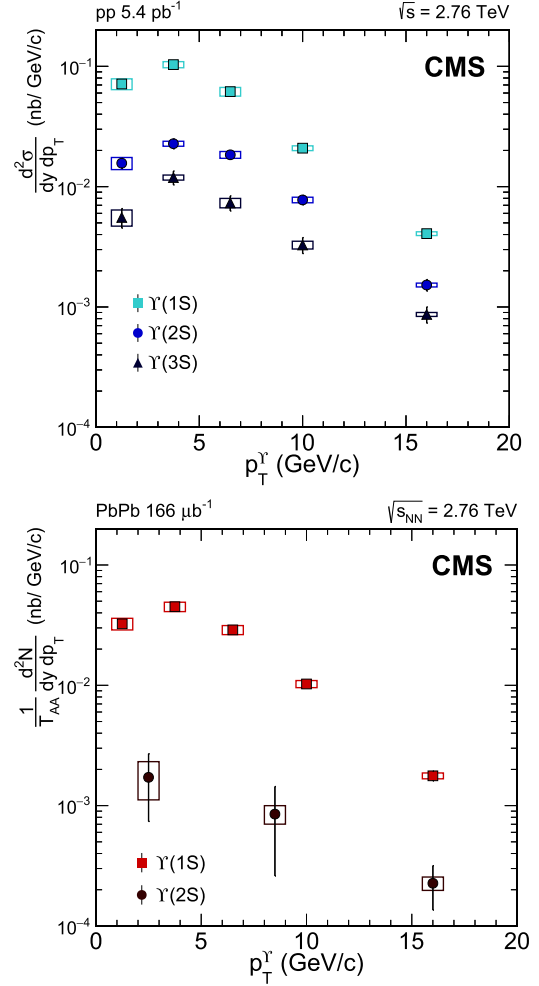 pp 5.4 pb⁻¹ √s = 2.76 TeV
CMS
d²σ/dy dp_T (nb/ GeV/c)
10⁻¹
10⁻²
10⁻³
10⁻⁴
ϒ(1S)
ϒ(2S)
ϒ(3S)
0 5 10 15 20
p_T^ϒ (GeV/c)
PbPb 166 μb⁻¹ √s_NN = 2.76 TeV
CMS
1/T_AA d²N/dy dp_T (nb/ GeV/c)
10⁻¹
10⁻²
10⁻³
10⁻⁴
ϒ(1S)
ϒ(2S)
0 5 10 15 20
p_T^ϒ (GeV/c)